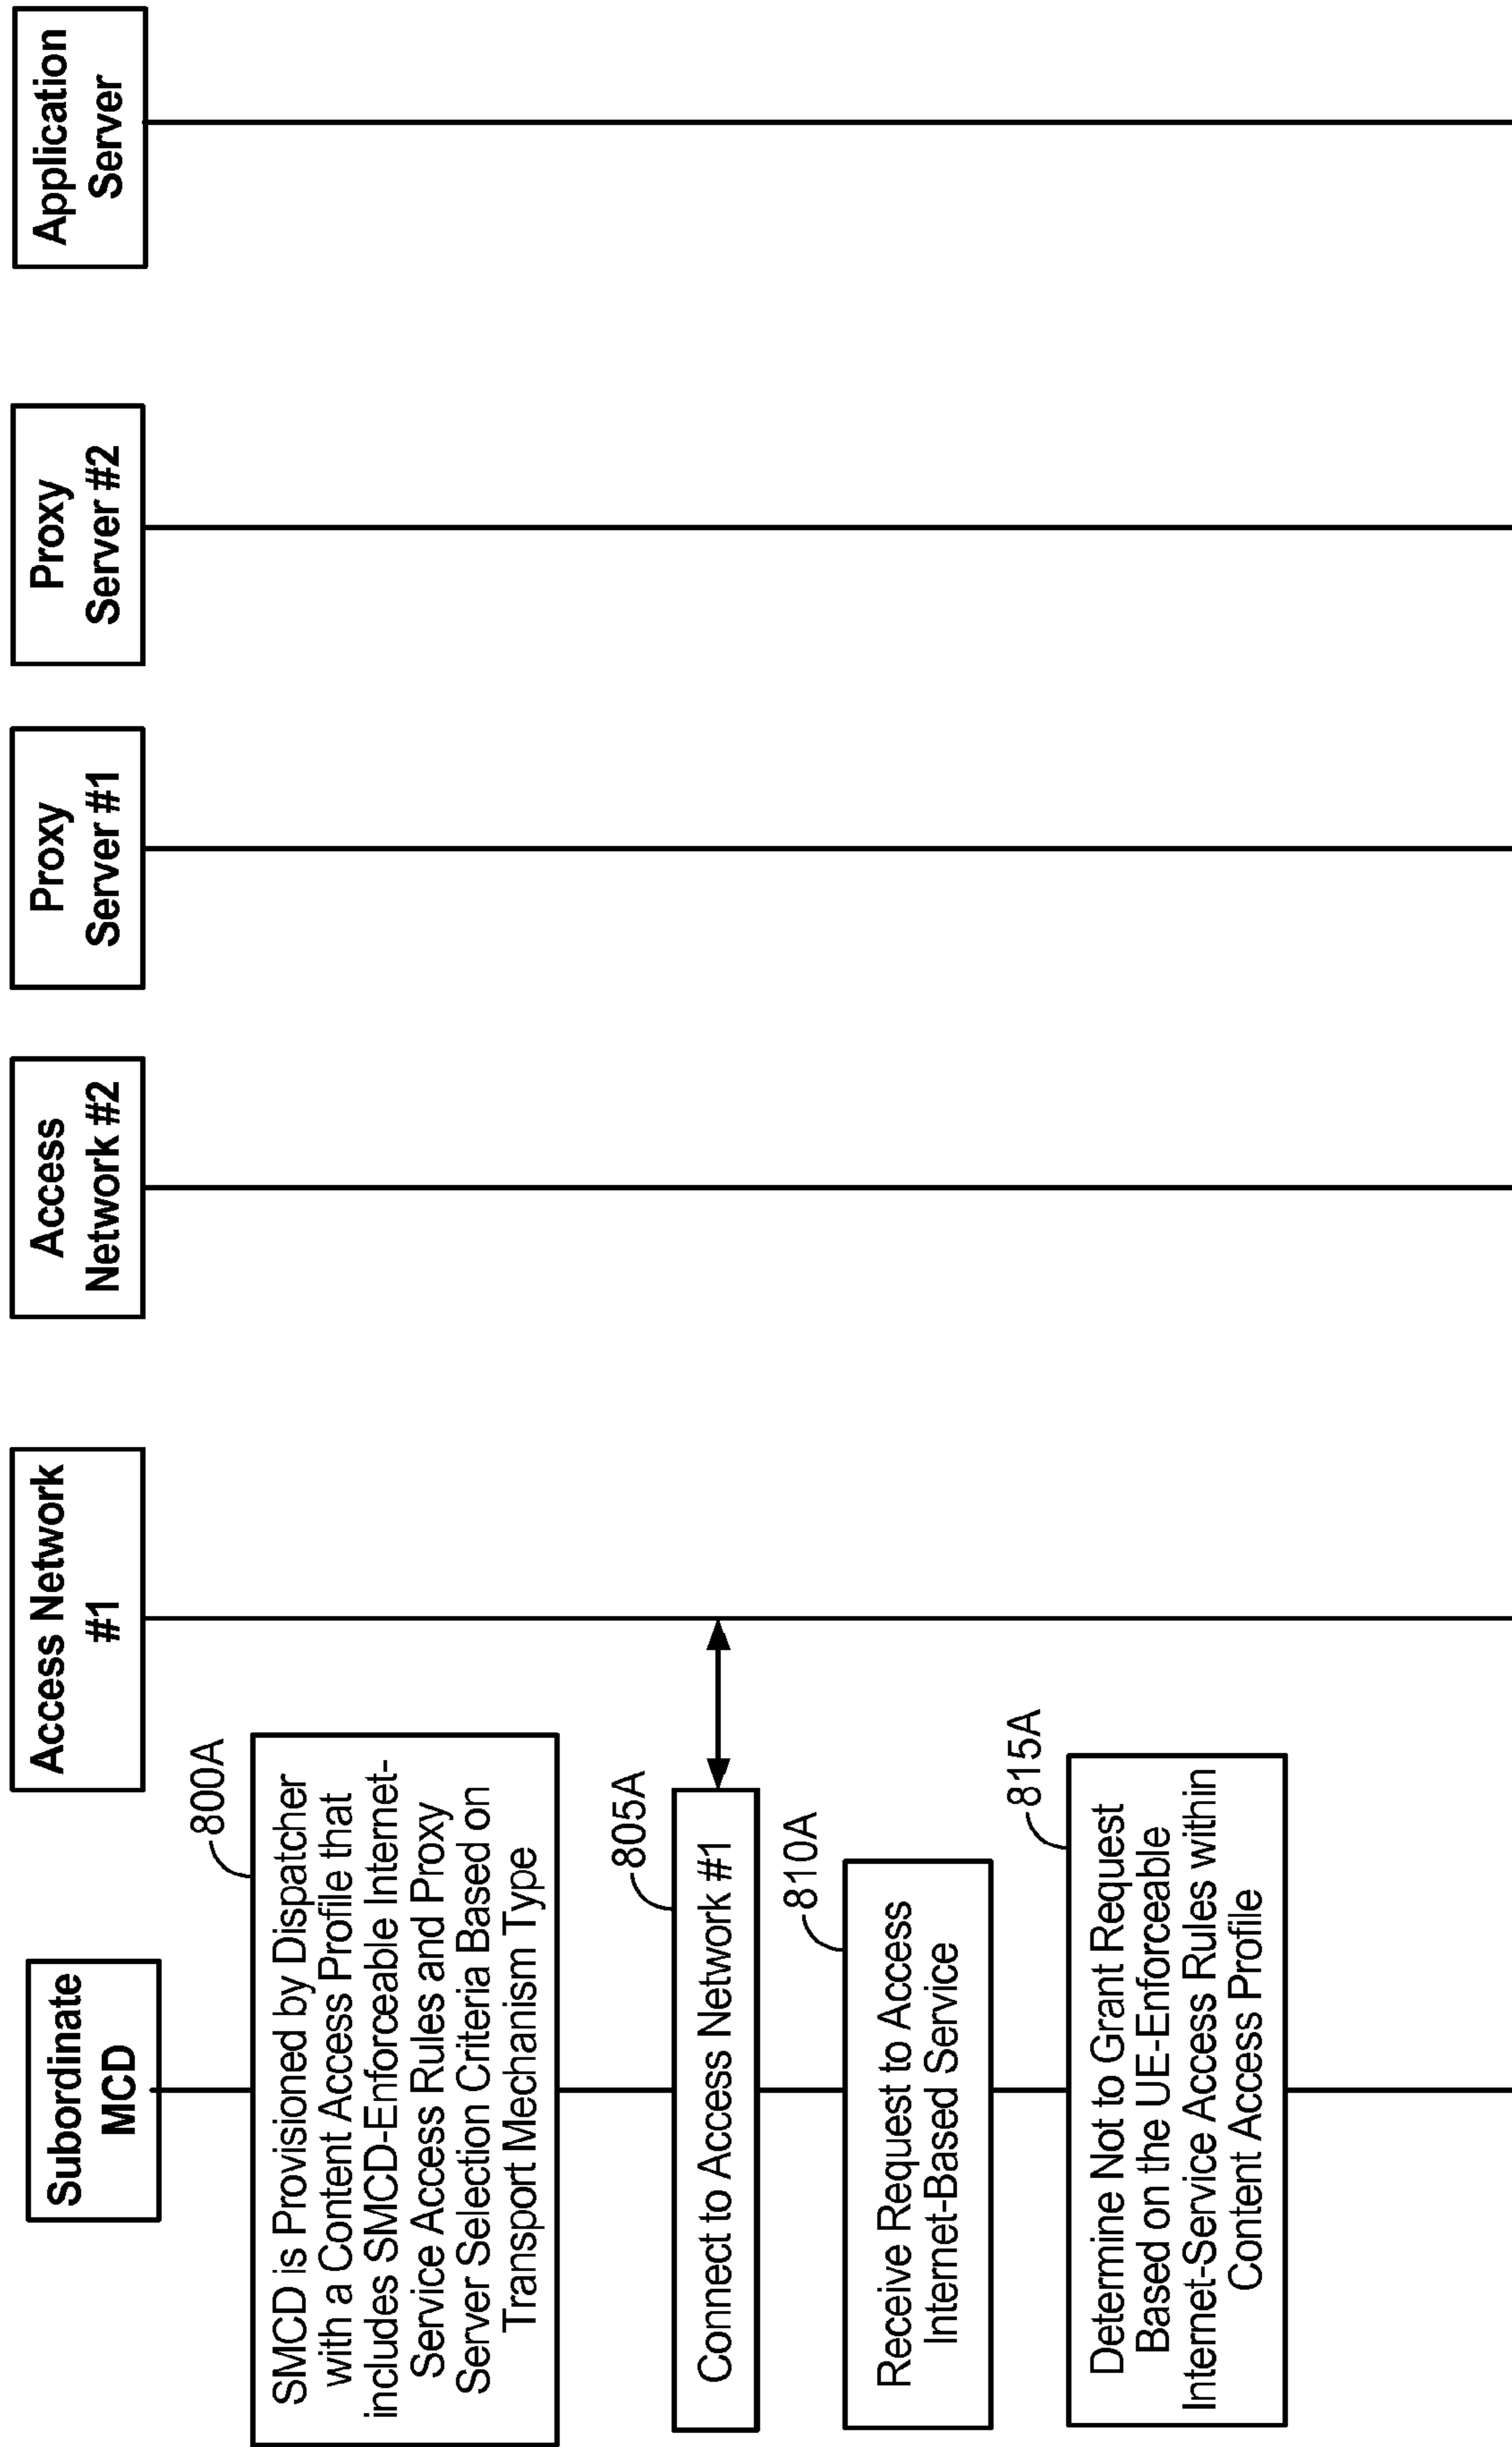 Subordinate
MCD
Access Network
#1
Access
Network #2
Proxy
Server #1
Proxy
Server #2
Application
Server
800A
SMCD is Provisioned by Dispatcher
with a Content Access Profile that
includes SMCD-Enforceable Internet-
Service Access Rules and Proxy
Server Selection Criteria Based on
Transport Mechanism Type
805A
Connect to Access Network #1
810A
Receive Request to Access
Internet-Based Service
815A
Determine Not to Grant Request
Based on the UE-Enforceable
Internet-Service Access Rules within
Content Access Profile